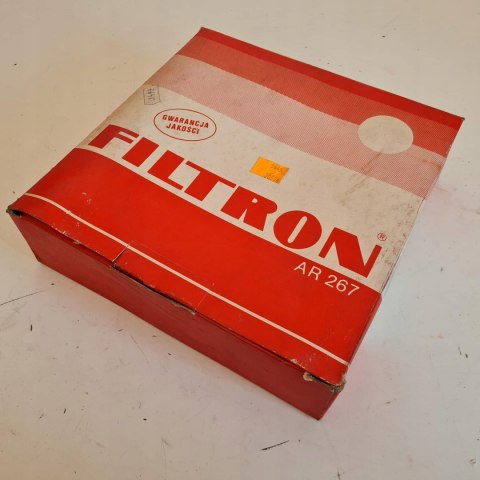 GWARANCJA
JAKOŚCI
FILTRON®
AR 267